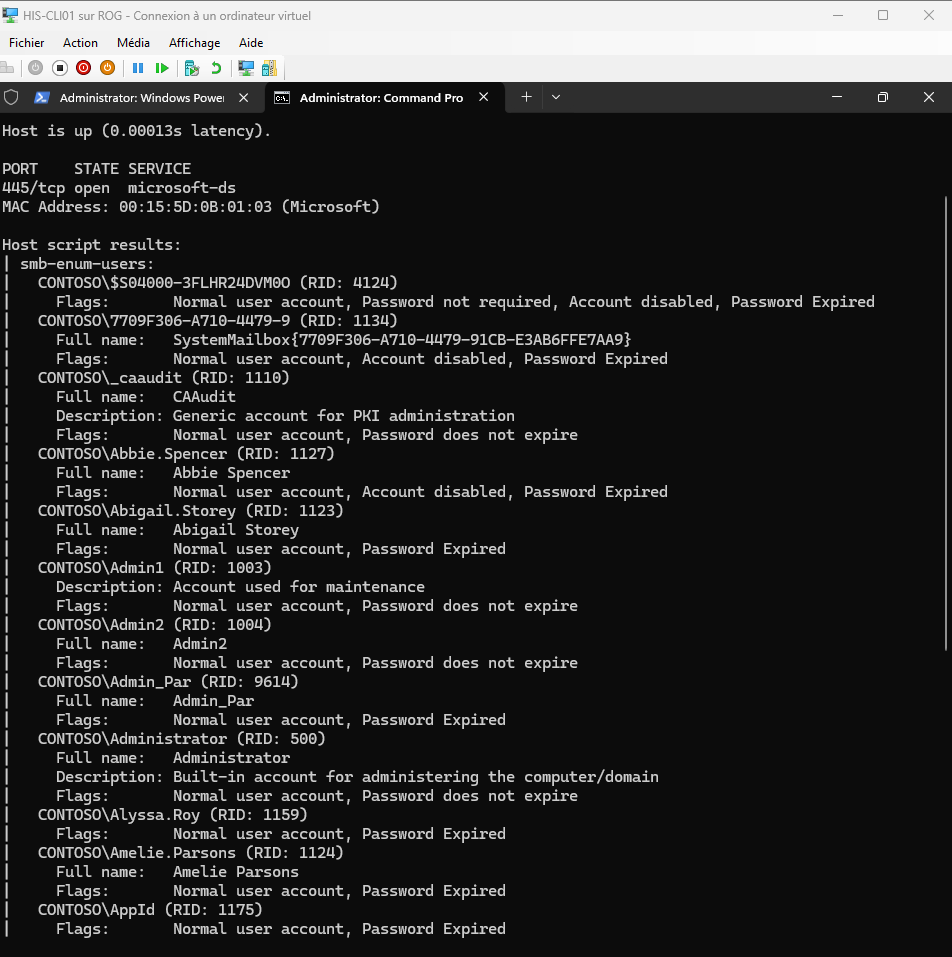 HIS-CLI01 sur ROG - Connexion à un ordinateur virtuel
Fichier Action Média Affichage Aide
Administrator: Windows Power
Administrator: Command Pro
Host is up (0.00013s latency).
PORT    STATE SERVICE
445/tcp open  microsoft-ds
MAC Address: 00:15:5D:0B:01:03 (Microsoft)
Host script results:
| smb-enum-users:
|   CONTOSO\$S04000-3FLHR24DVM0O (RID: 4124)
|     Flags:       Normal user account, Password not required, Account disabled, Password Expired
|   CONTOSO\7709F306-A710-4479-9 (RID: 1134)
|     Full name:   SystemMailbox{7709F306-A710-4479-91CB-E3AB6FFE7AA9}
|     Flags:       Normal user account, Account disabled, Password Expired
|   CONTOSO\_caaudit (RID: 1110)
|     Full name:   CAAudit
|     Description: Generic account for PKI administration
|     Flags:       Normal user account, Password does not expire
|   CONTOSO\Abbie.Spencer (RID: 1127)
|     Full name:   Abbie Spencer
|     Flags:       Normal user account, Account disabled, Password Expired
|   CONTOSO\Abigail.Storey (RID: 1123)
|     Full name:   Abigail Storey
|     Flags:       Normal user account, Password Expired
|   CONTOSO\Admin1 (RID: 1003)
|     Description: Account used for maintenance
|     Flags:       Normal user account, Password does not expire
|   CONTOSO\Admin2 (RID: 1004)
|     Full name:   Admin2
|     Flags:       Normal user account, Password does not expire
|   CONTOSO\Admin_Par (RID: 9614)
|     Full name:   Admin_Par
|     Flags:       Normal user account, Password Expired
|   CONTOSO\Administrator (RID: 500)
|     Full name:   Administrator
|     Description: Built-in account for administering the computer/domain
|     Flags:       Normal user account, Password does not expire
|   CONTOSO\Alyssa.Roy (RID: 1159)
|     Flags:       Normal user account, Password Expired
|   CONTOSO\Amelie.Parsons (RID: 1124)
|     Full name:   Amelie Parsons
|     Flags:       Normal user account, Password Expired
|   CONTOSO\AppId (RID: 1175)
|     Flags:       Normal user account, Password Expired